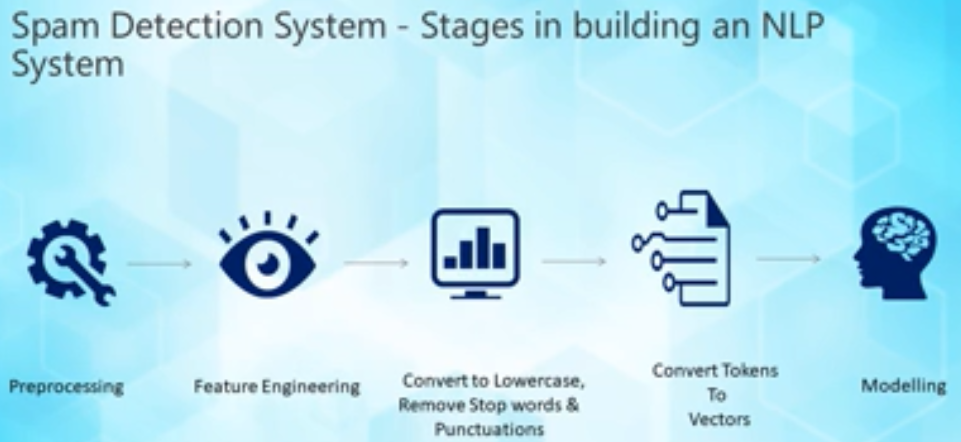 Spam Detection System - Stages in building an NLP
System
Preprocessing
Feature Engineering
Convert to Lowercase,
Remove Stop words &
Punctuations
Convert Tokens
To
Vectors
Modelling